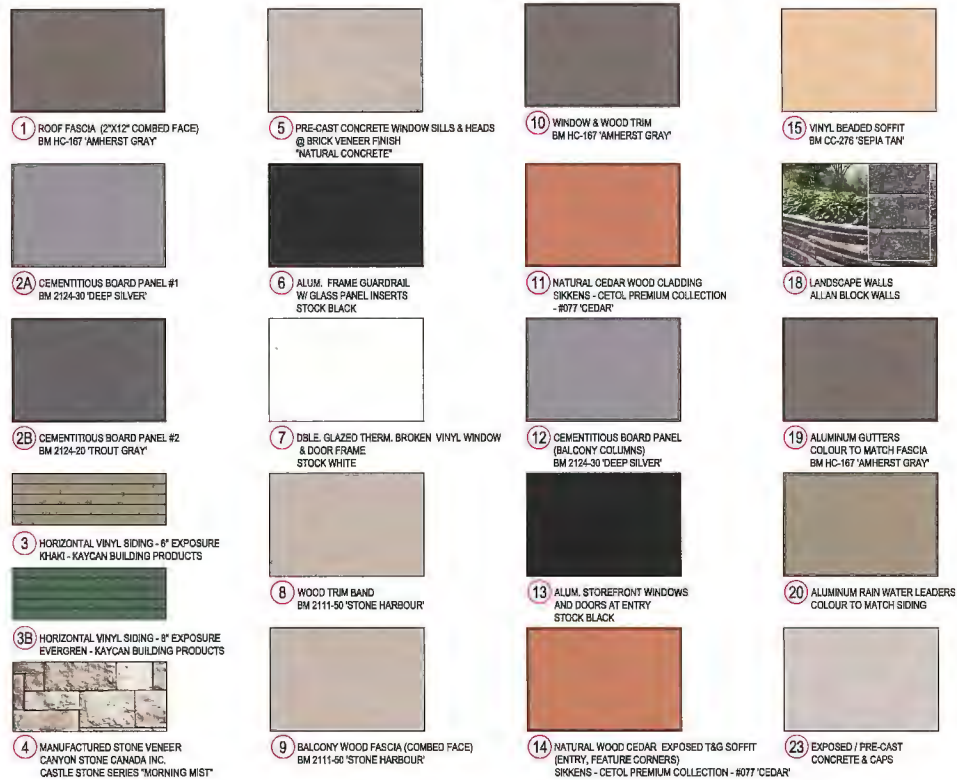 1 ROOF FASCIA (2"X12" COMBED FACE)
BM HC-167 'AMHERST GRAY'
2A CEMENTITIOUS BOARD PANEL #1
BM 2124-30 'DEEP SILVER'
2B CEMENTITIOUS BOARD PANEL #2
BM 2124-20 'TROUT GRAY'
3 HORIZONTAL VINYL SIDING - 6" EXPOSURE
KHAKI - KAYCAN BUILDING PRODUCTS
3B HORIZONTAL VINYL SIDING - 8" EXPOSURE
EVERGREN - KAYCAN BUILDING PRODUCTS
4 MANUFACTURED STONE VENEER
CANYON STONE CANADA INC.
CASTLE STONE SERIES "MORNING MIST"
5 PRE-CAST CONCRETE WINDOW SILLS & HEADS
@ BRICK VENEER FINISH
"NATURAL CONCRETE"
6 ALUM. FRAME GUARDRAIL
W/ GLASS PANEL INSERTS
STOCK BLACK
7 DBLE. GLAZED THERM. BROKEN VINYL WINDOW
& DOOR FRAME
STOCK WHITE
8 WOOD TRIM BAND
BM 2111-50 'STONE HARBOUR'
9 BALCONY WOOD FASCIA (COMBED FACE)
BM 2111-50 'STONE HARBOUR'
10 WINDOW & WOOD TRIM
BM HC-167 'AMHERST GRAY'
11 NATURAL CEDAR WOOD CLADDING
SIKKENS - CETOL PREMIUM COLLECTION
- #077 'CEDAR'
12 CEMENTITIOUS BOARD PANEL
(BALCONY COLUMNS)
BM 2124-30 'DEEP SILVER'
13 ALUM. STOREFRONT WINDOWS
AND DOORS AT ENTRY
STOCK BLACK
14 NATURAL WOOD CEDAR EXPOSED T&G SOFFIT
(ENTRY, FEATURE CORNERS)
SIKKENS - CETOL PREMIUM COLLECTION - #077 'CEDAR'
15 VINYL BEADED SOFFIT
BM CC-276 'SEPIA TAN'
18 LANDSCAPE WALLS
ALLAN BLOCK WALLS
19 ALUMINUM GUTTERS
COLOUR TO MATCH FASCIA
BM HC-167 'AMHERST GRAY'
20 ALUMINUM RAIN WATER LEADERS
COLOUR TO MATCH SIDING
23 EXPOSED / PRE-CAST
CONCRETE & CAPS